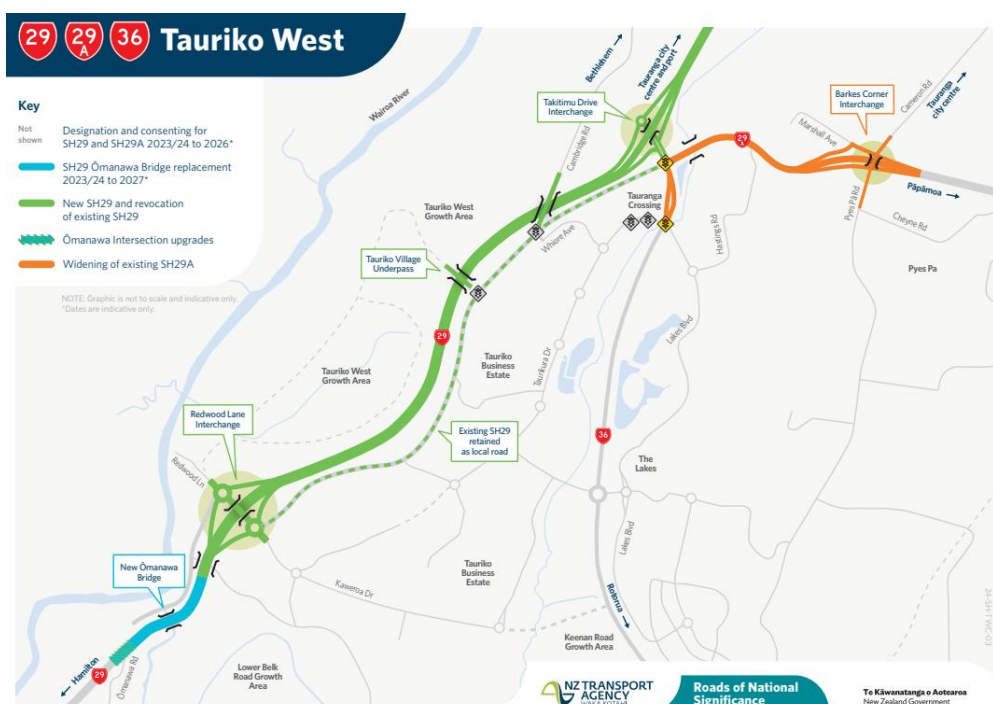 29
29
A
36
Tauriko West
Key
Not
shown
Designation and consenting for
SH29 and SH29A 2023/24 to 2026*
SH29 Ōmanawa Bridge replacement
2023/24 to 2027*
New SH29 and revocation
of existing SH29
Ōmanawa Intersection upgrades
Widening of existing SH29A
NOTE: Graphic is not to scale and indicative only.
*Dates are indicative only.
Wairoa River
Bethlehem
Tauranga city
centre and port
Takitimu Drive
Interchange
Cambridge Rd
Barkes Corner
Interchange
Cameron Rd
Tauranga
city centre
Marshall Ave
29
A
Pāpāmoa
Pyes Pa Rd
Cheyne Rd
Pyes Pa
Tauranga
Crossing
Hastings Rd
Tauriko West
Growth Area
Whiore Ave
Tauriko Village
Underpass
29
Lakes Blvd
Tauriko
Business
Estate
Taurikura Dr
Tauriko West
Growth Area
Redwood Lane
Interchange
Existing SH29
retained
as local road
36
Redwood Ln
The
Lakes
Lakes Blvd
New Ōmanawa
Bridge
Tauriko
Business
Estate
Kaweroa Dr
Rotorua
Keenan Road
Growth Area
Hamilton
29
Ōmanawa Rd
Lower Belk
Road Growth
Area
24-SH-TWC-03
NZ TRANSPORT
AGENCY
WAKA KOTAHI
Roads of National
Significance
Te Kāwanatanga o Aotearoa
New Zealand Government